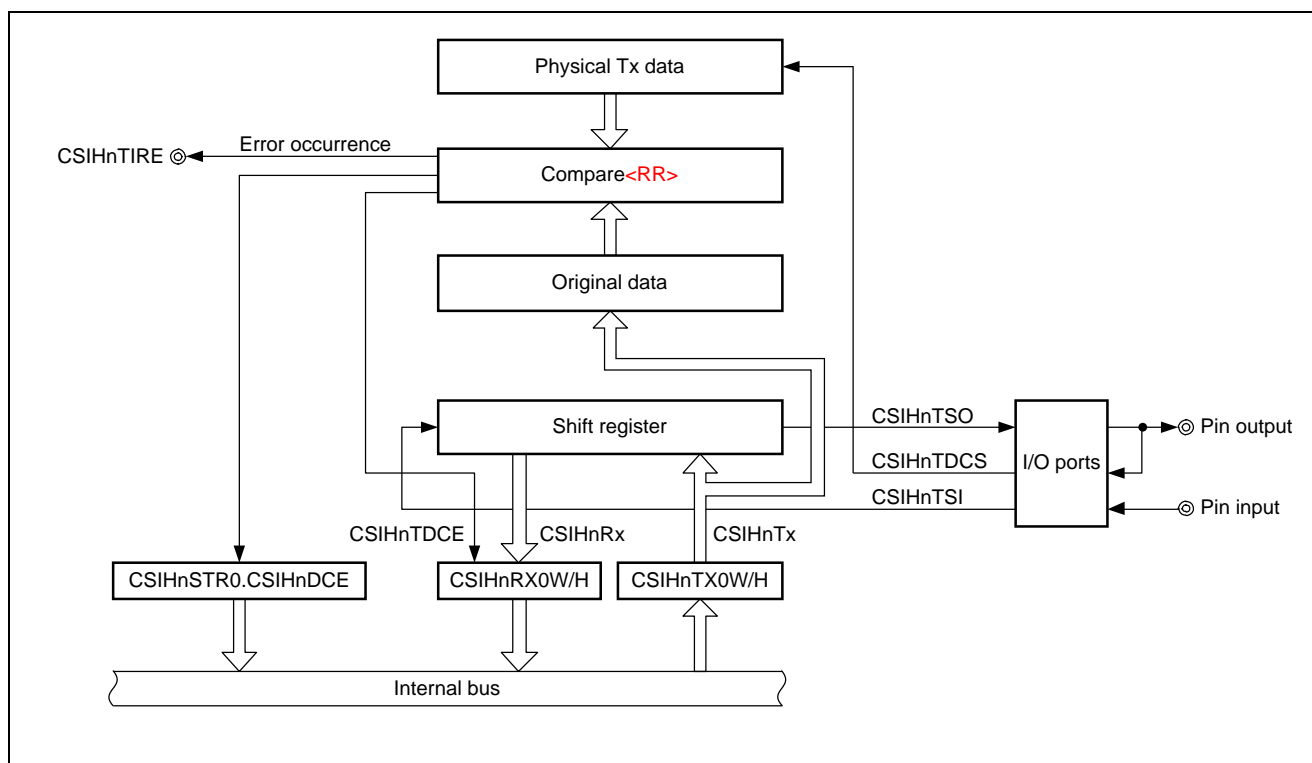 Physical Tx data
Error occurrence
CSIHnTIRE
Compare<RR>
Original data
Shift register
CSIHnTSO
Pin output
CSIHnTDCS
I/O ports
CSIHnTSI
Pin input
CSIHnTDCE
CSIHnRx
CSIHnTx
CSIHnSTR0.CSIHnDCE
CSIHnRX0W/H
CSIHnTX0W/H
Internal bus